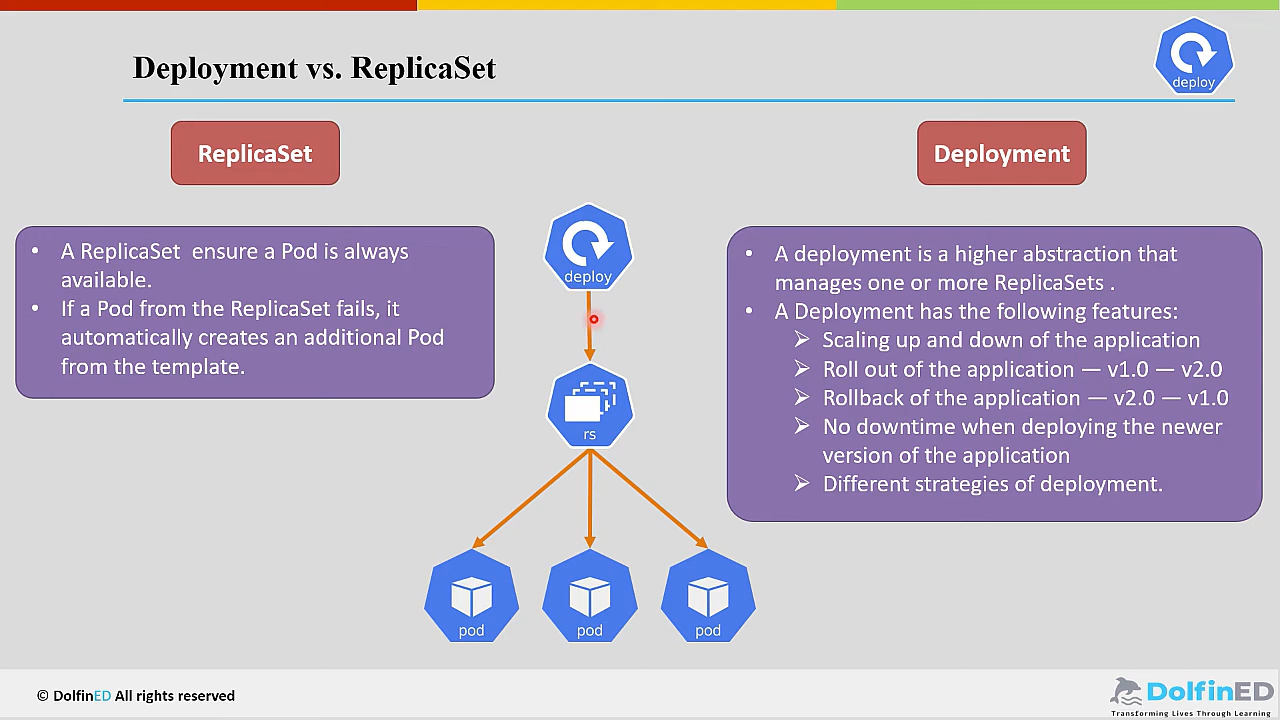 Deployment vs. ReplicaSet
deploy
ReplicaSet
Deployment
• A ReplicaSet ensure a Pod is always
available.
• If a Pod from the ReplicaSet fails, it
automatically creates an additional Pod
from the template.
deploy
rs
pod
pod
pod
• A deployment is a higher abstraction that
manages one or more ReplicaSets .
• A Deployment has the following features:
➢ Scaling up and down of the application
➢ Roll out of the application — v1.0 — v2.0
➢ Rollback of the application — v2.0 — v1.0
➢ No downtime when deploying the newer
version of the application
➢ Different strategies of deployment.
© DolfinED All rights reserved
DolfinED
Transforming Lives Through Learning